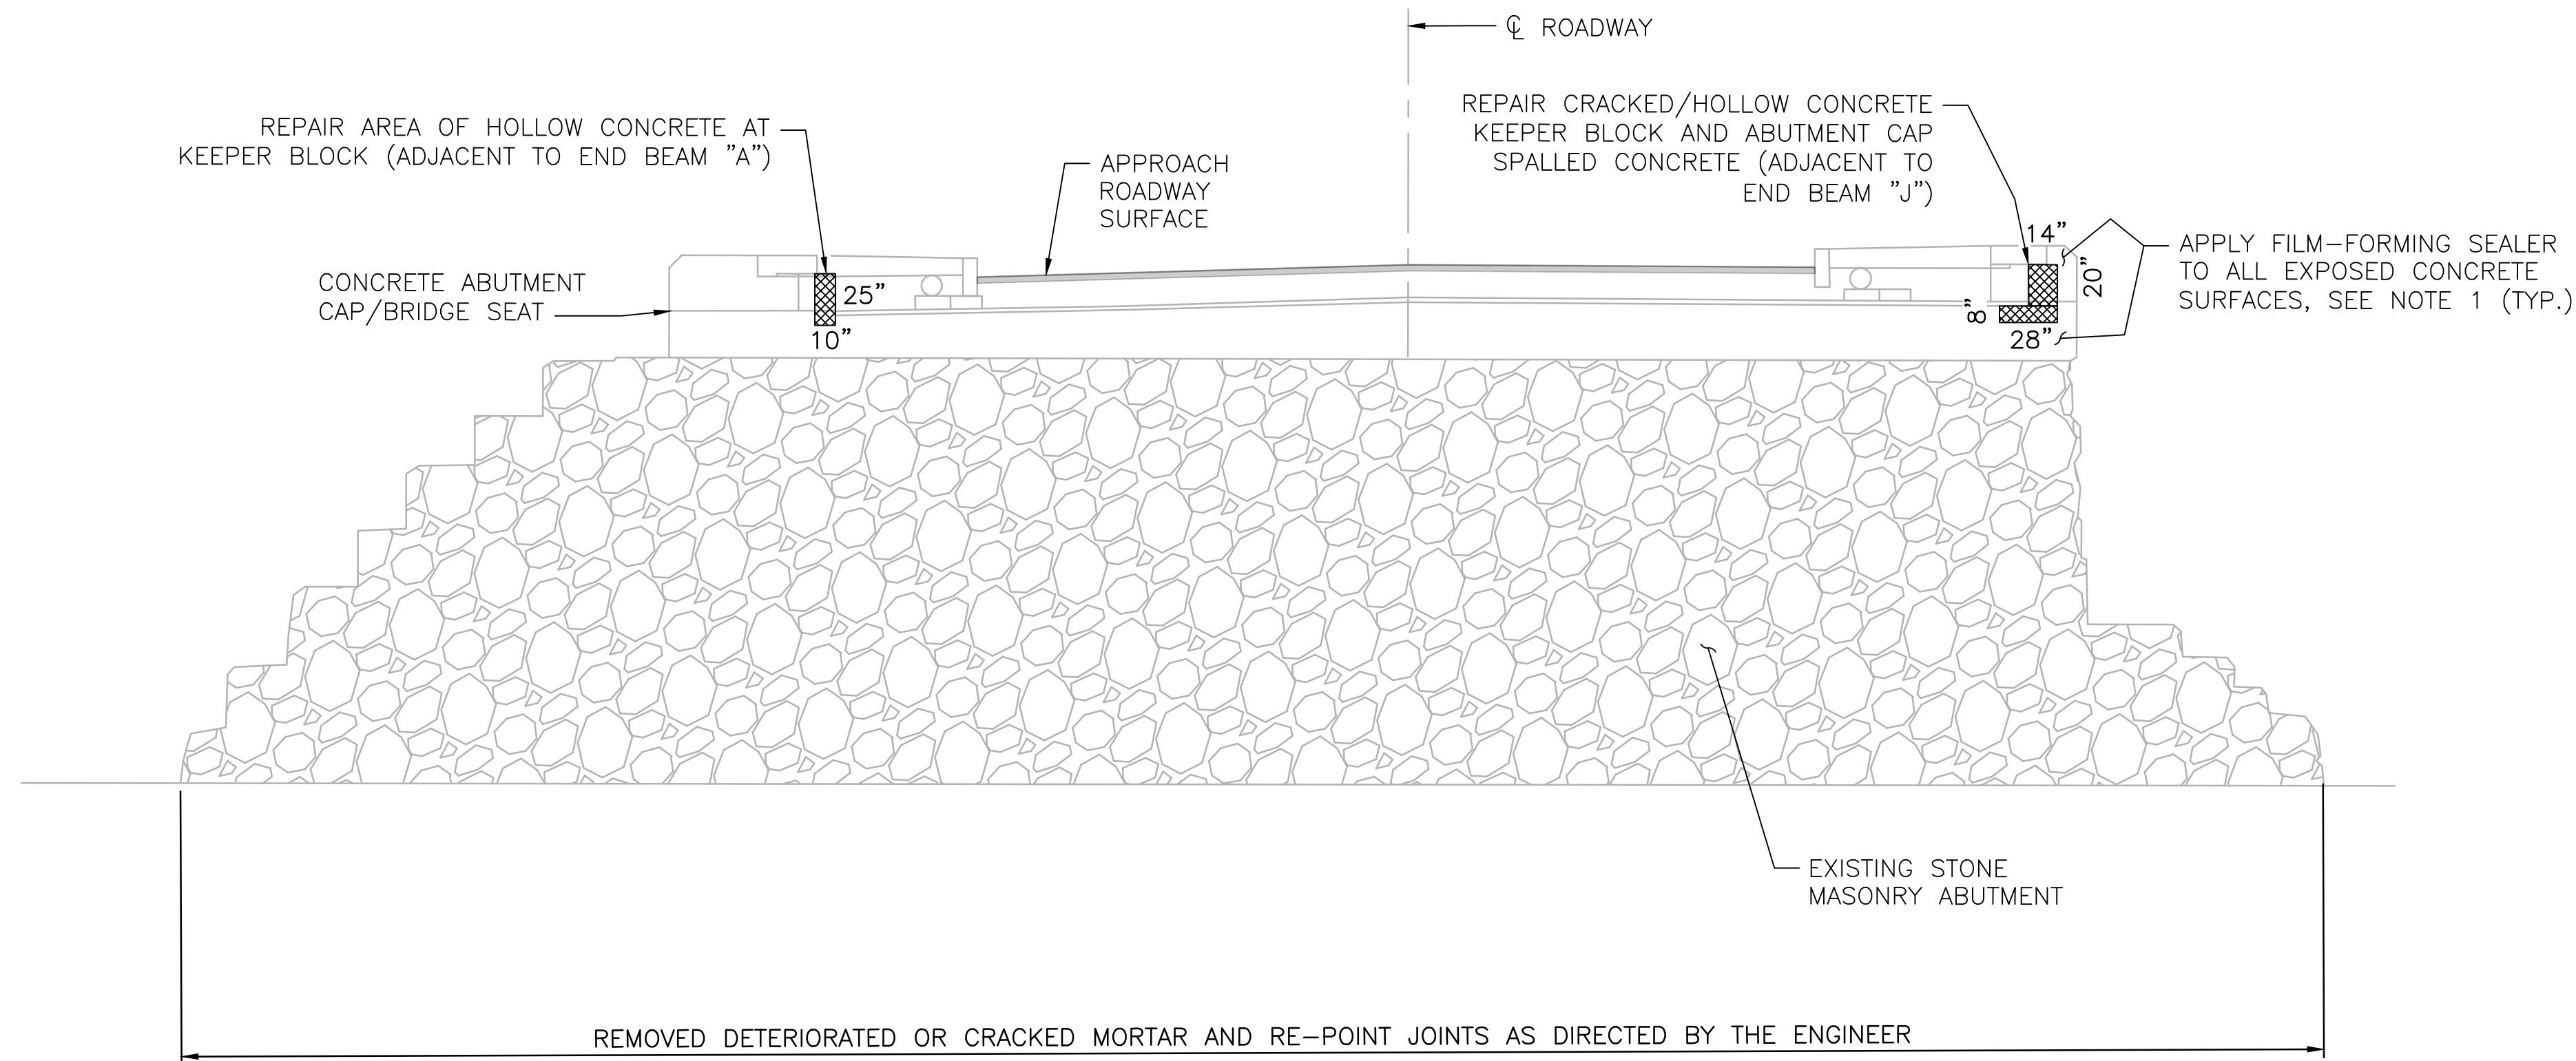 ℄ ROADWAY
REPAIR AREA OF HOLLOW CONCRETE AT
KEEPER BLOCK (ADJACENT TO END BEAM "A")
APPROACH
ROADWAY
SURFACE
REPAIR CRACKED/HOLLOW CONCRETE
KEEPER BLOCK AND ABUTMENT CAP
SPALLED CONCRETE (ADJACENT TO
END BEAM "J")
CONCRETE ABUTMENT
CAP/BRIDGE SEAT
25"
10"
14"
20"
8"
28"
APPLY FILM-FORMING SEALER
TO ALL EXPOSED CONCRETE
SURFACES, SEE NOTE 1 (TYP.)
EXISTING STONE
MASONRY ABUTMENT
REMOVED DETERIORATED OR CRACKED MORTAR AND RE-POINT JOINTS AS DIRECTED BY THE ENGINEER